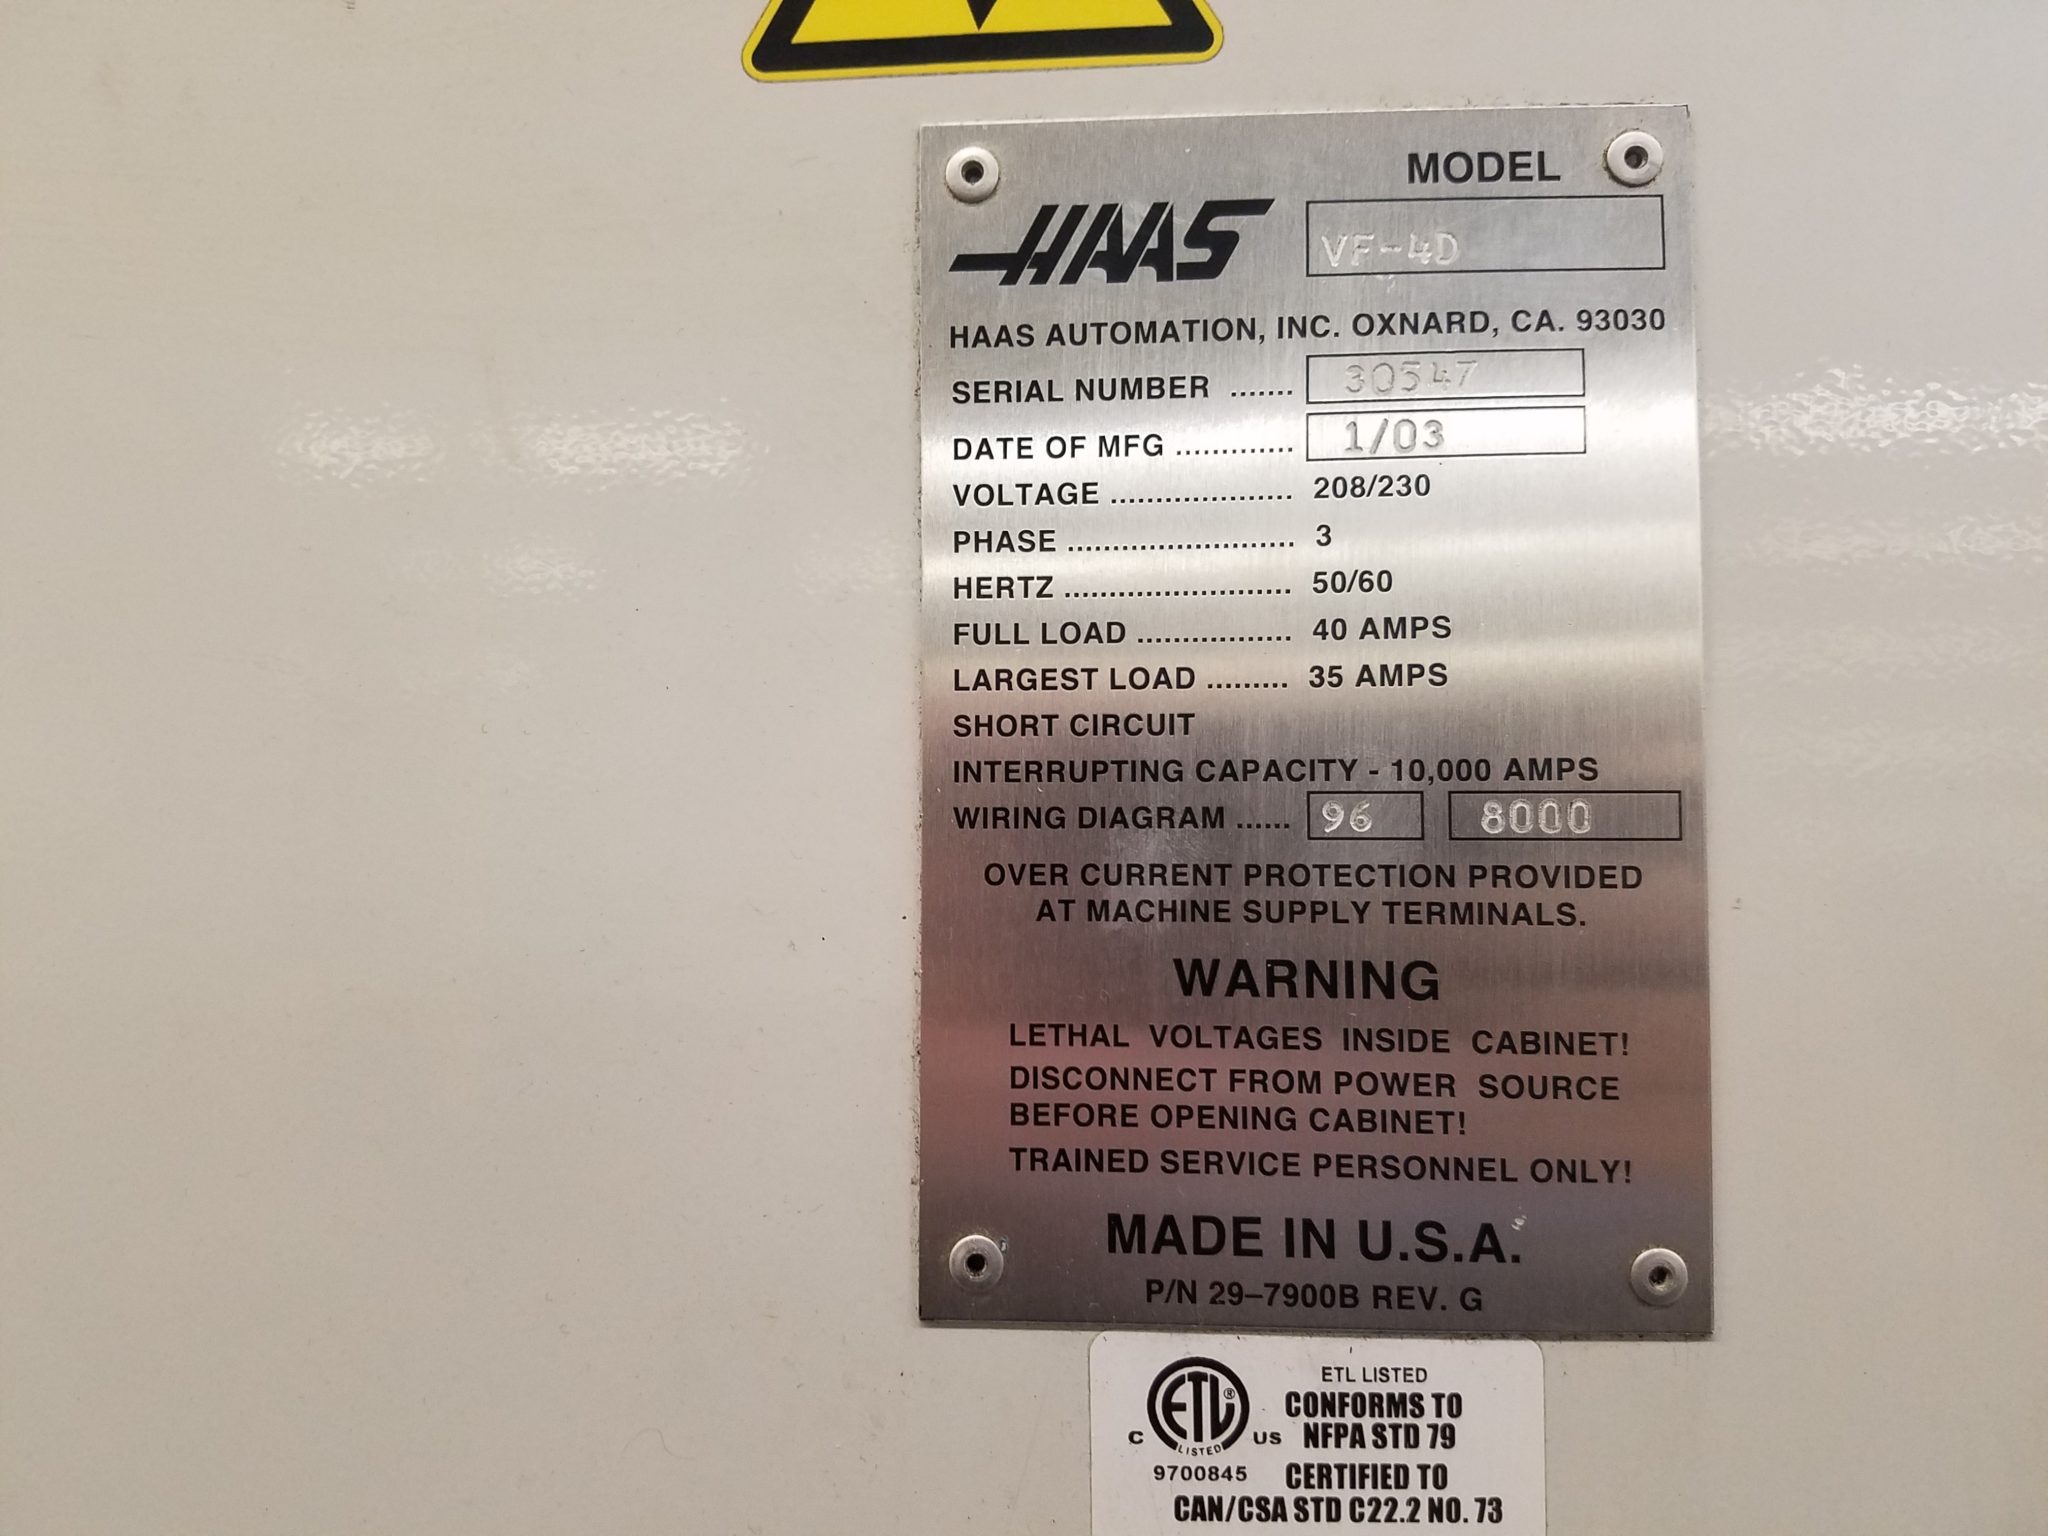 MODEL
HAAS VF-4D
HAAS AUTOMATION, INC. OXNARD, CA. 93030
SERIAL NUMBER ....... 30547
DATE OF MFG ............. 1/03
VOLTAGE .................... 208/230
PHASE ......................... 3
HERTZ ......................... 50/60
FULL LOAD ................. 40 AMPS
LARGEST LOAD ......... 35 AMPS
SHORT CIRCUIT
INTERRUPTING CAPACITY - 10,000 AMPS
WIRING DIAGRAM ...... 96 8000
OVER CURRENT PROTECTION PROVIDED
AT MACHINE SUPPLY TERMINALS.
WARNING
LETHAL VOLTAGES INSIDE CABINET!
DISCONNECT FROM POWER SOURCE
BEFORE OPENING CABINET!
TRAINED SERVICE PERSONNEL ONLY!
MADE IN U.S.A.
P/N 29–7900B REV. G
C ETL® LISTED US
9700845
ETL LISTED
CONFORMS TO
NFPA STD 79
CERTIFIED TO
CAN/CSA STD C22.2 NO. 73